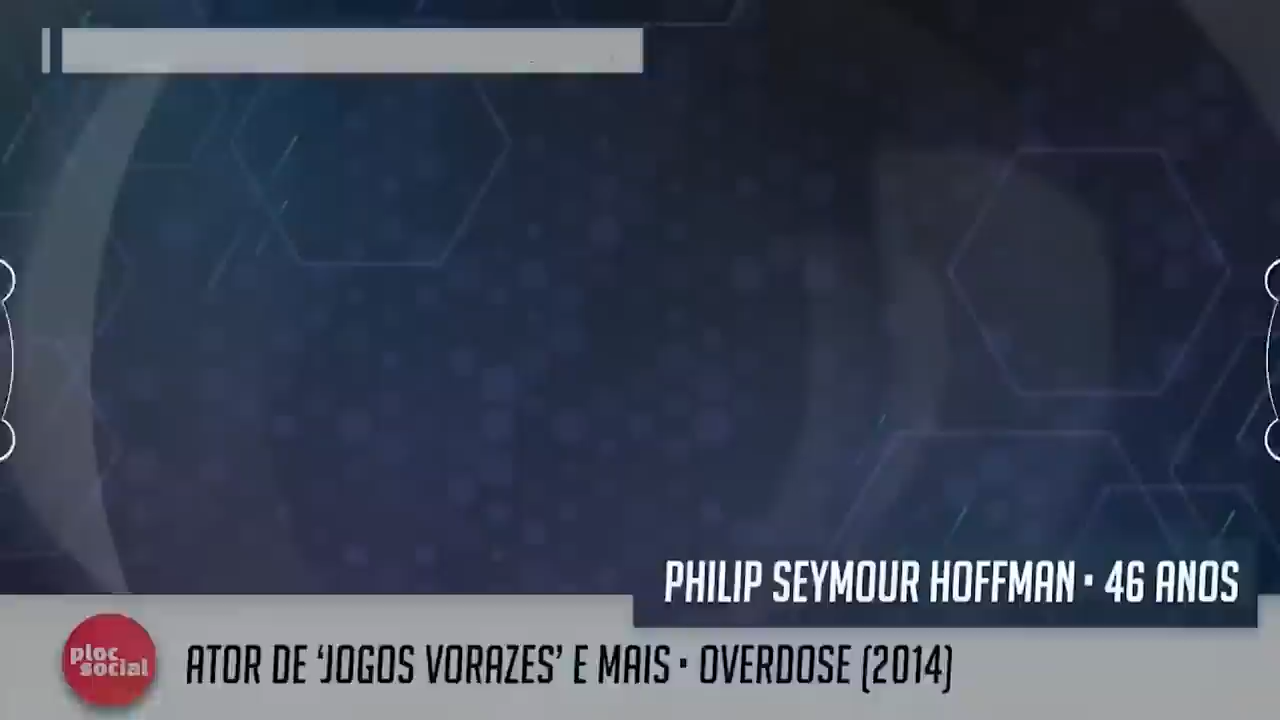 PHILIP SEYMOUR HOFFMAN • 46 ANOS
ploc social
ATOR DE ‘JOGOS VORAZES’ E MAIS • OVERDOSE (2014)